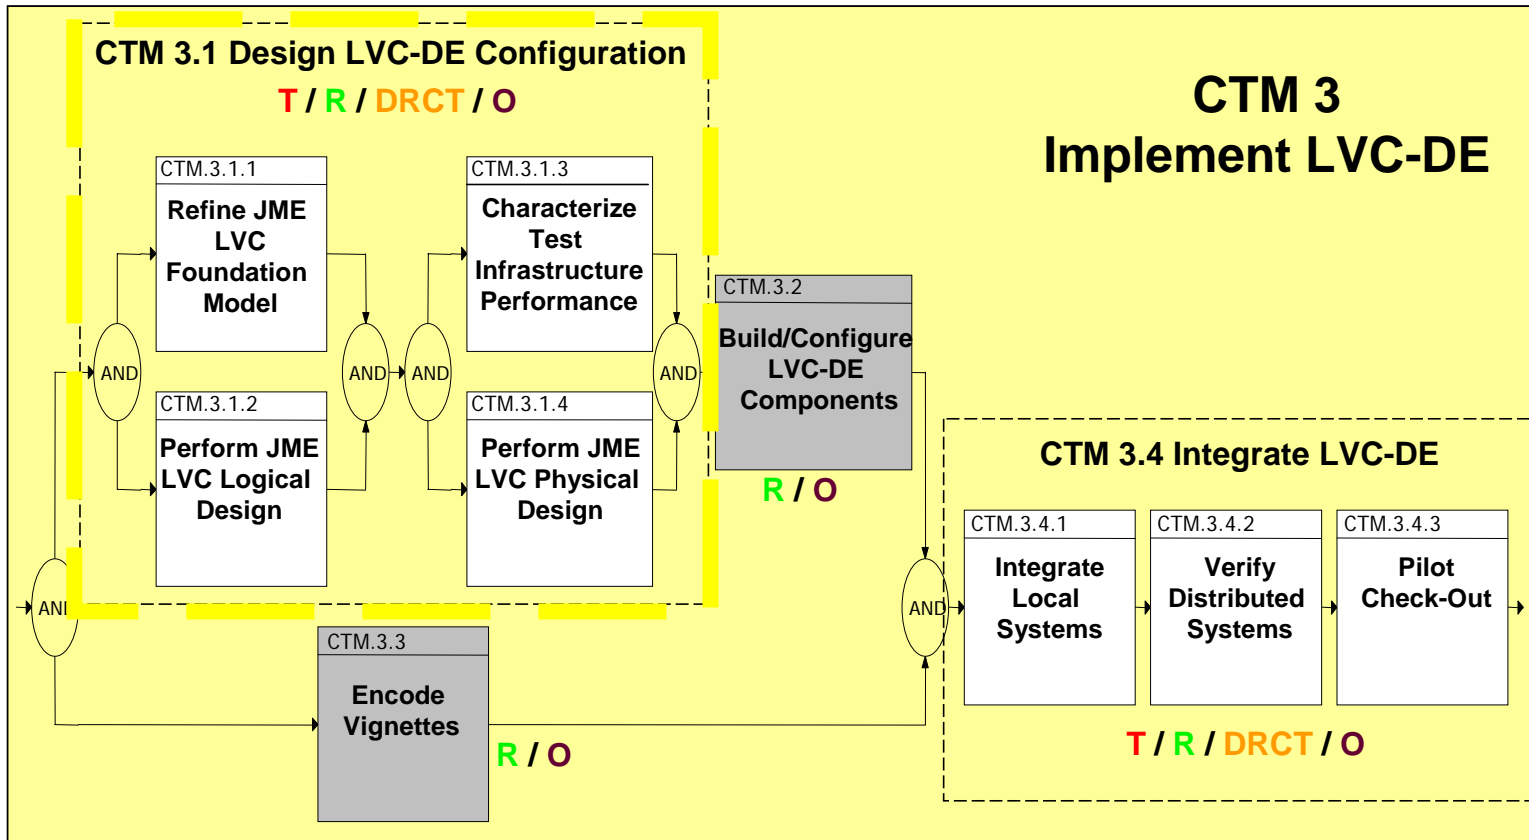 CTM 3.1 Design LVC-DE Configuration
T / R / DRCT / O
CTM 3
Implement LVC-DE
CTM.3.1.1
Refine JME
LVC
Foundation
Model
CTM.3.1.3
Characterize
Test
Infrastructure
Performance
AND
AND
AND
AND
CTM.3.1.2
Perform JME
LVC Logical
Design
CTM.3.1.4
Perform JME
LVC Physical
Design
CTM.3.2
Build/Configure
LVC-DE
Components
R / O
AND
CTM.3.3
Encode
Vignettes
R / O
AND
CTM 3.4 Integrate LVC-DE
CTM.3.4.1
Integrate
Local
Systems
CTM.3.4.2
Verify
Distributed
Systems
CTM.3.4.3
Pilot
Check-Out
T / R / DRCT / O